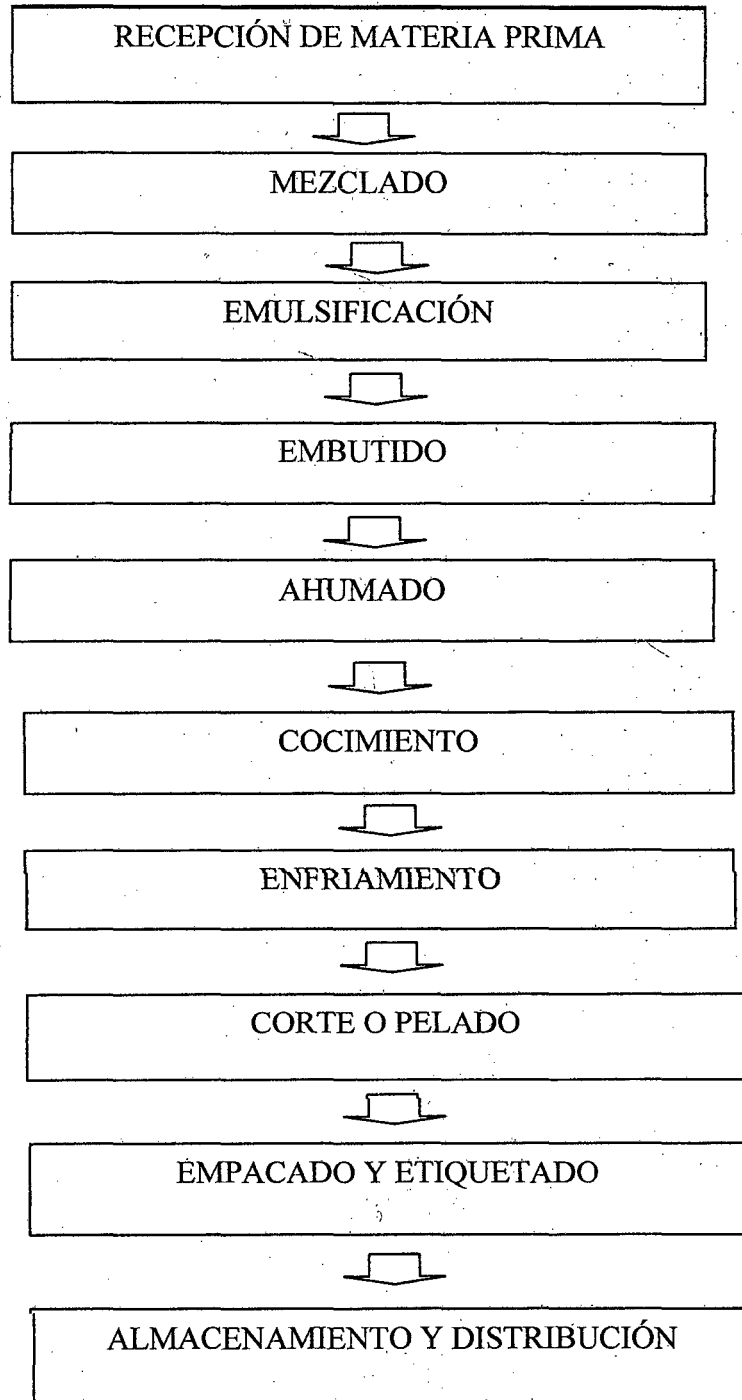 RECEPCIÓN DE MATERIA PRIMA
MEZCLADO
EMULSIFICACIÓN
EMBUTIDO
AHUMADO
COCIMIENTO
ENFRIAMIENTO
CORTE O PELADO
EMPACADO Y ETIQUETADO
ALMACENAMIENTO Y DISTRIBUCIÓN